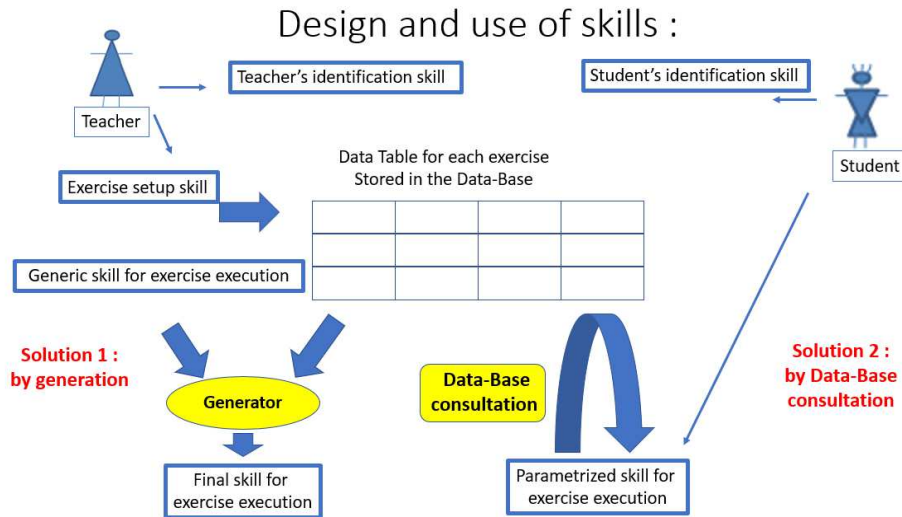 Design and use of skills :
Teacher's identification skill
Student's identification skill
Teacher
Student
Data Table for each exercise
Stored in the Data-Base
Exercise setup skill
Generic skill for exercise execution
Solution 1 :
by generation
Generator
Data-Base
consultation
Solution 2 :
by Data-Base
consultation
Final skill for
exercise execution
Parametrized skill for
exercise execution